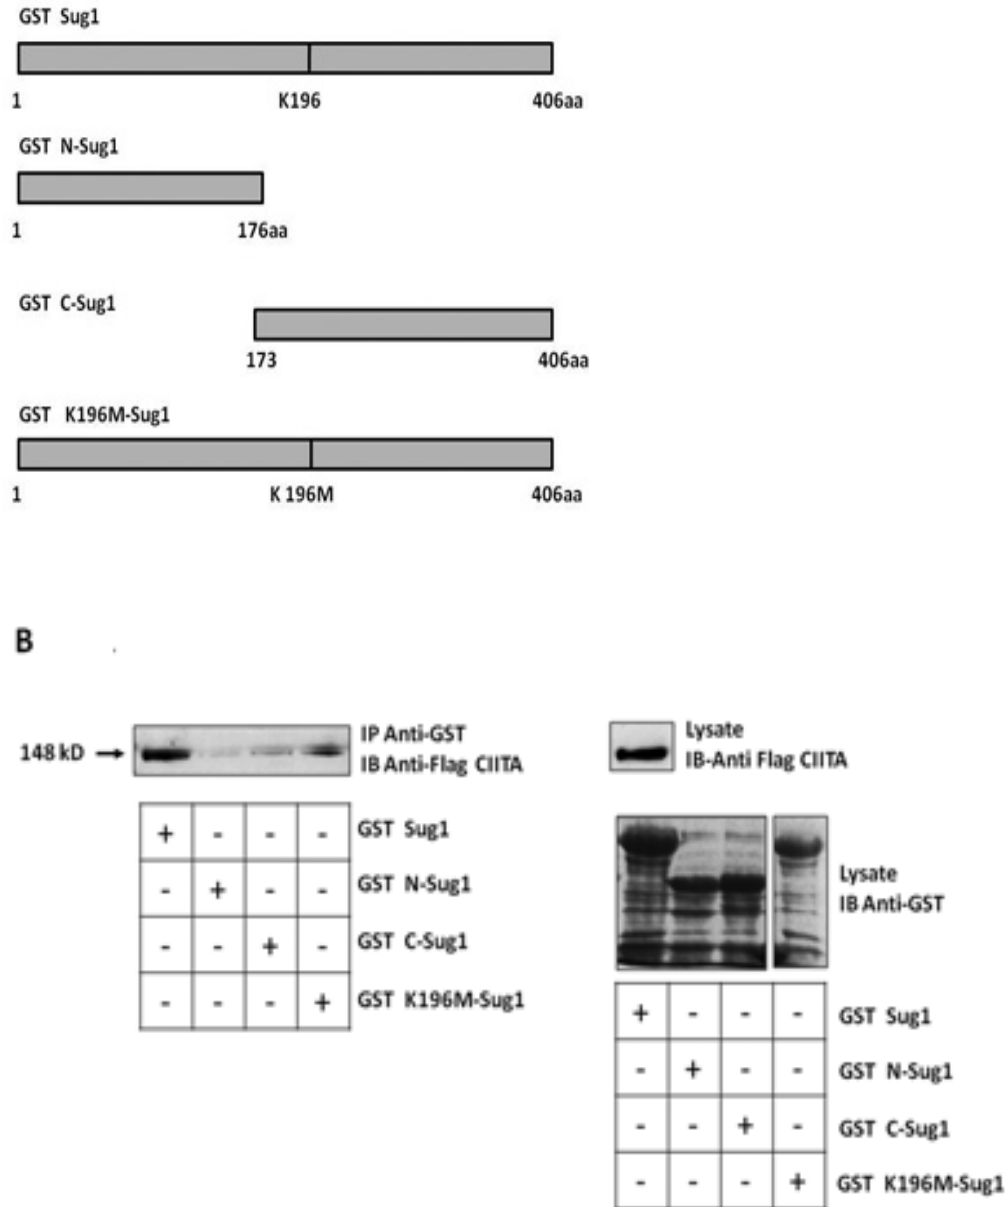 GST Sug1
1 K196 406aa
GST N-Sug1
1 176aa
GST C-Sug1
173 406aa
GST K196M-Sug1
1 K 196M 406aa
B
148 kD
IP Anti-GST
IB Anti-Flag CIITA
+ - - - GST Sug1
- + - - GST N-Sug1
- - + - GST C-Sug1
- - - + GST K196M-Sug1
Lysate
IB-Anti Flag CIITA
Lysate
IB Anti-GST
+ - - - GST Sug1
- + - - GST N-Sug1
- - + - GST C-Sug1
- - - + GST K196M-Sug1